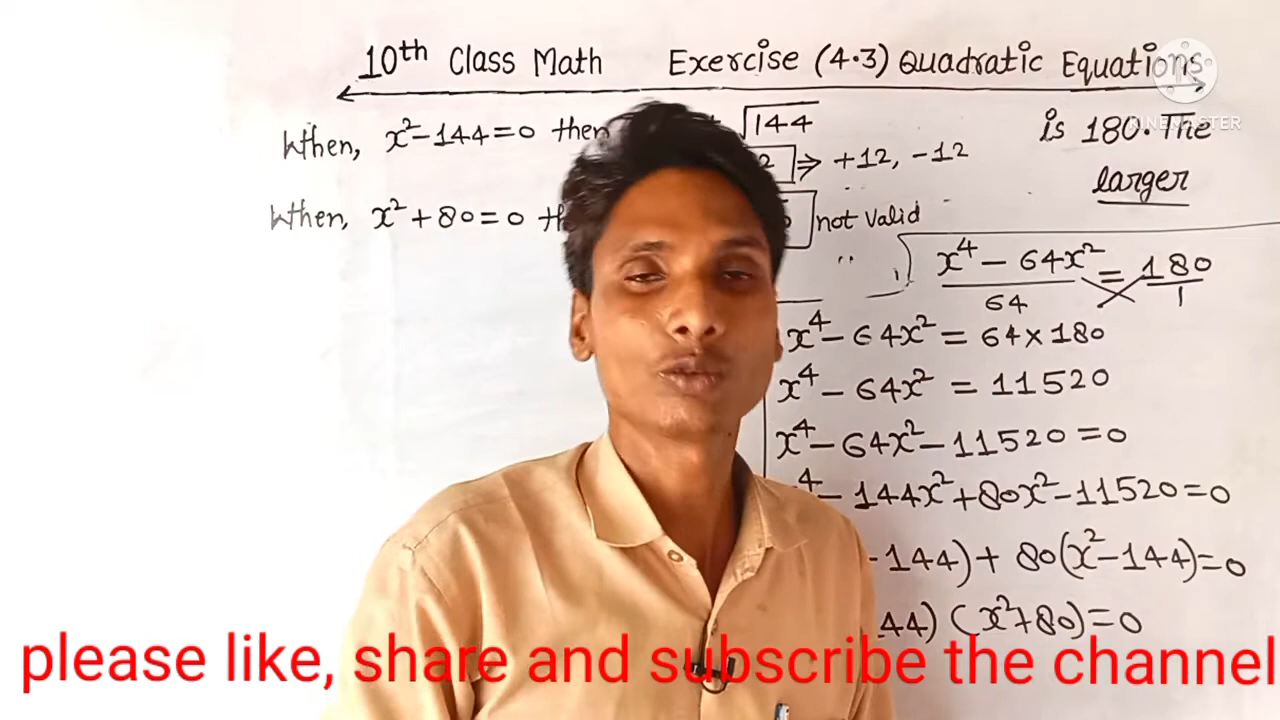 10th Class Math Exercise (4.3) Quadratic Equations
When, x²-144=0 then √144
is 180. The
⇒ +12, -12
larger
When, x²+80=0 not valid
x⁴ - 64x² = 180
64 1
x⁴ - 64x² = 64×180
x⁴ - 64x² = 11520
x⁴ - 64x² - 11520 = 0
4 - 144x² + 80x² - 11520 = 0
-144) + 80(x²-144) = 0
44) (x²+80) = 0
KINEMASTER
please like, share and subscribe the channel